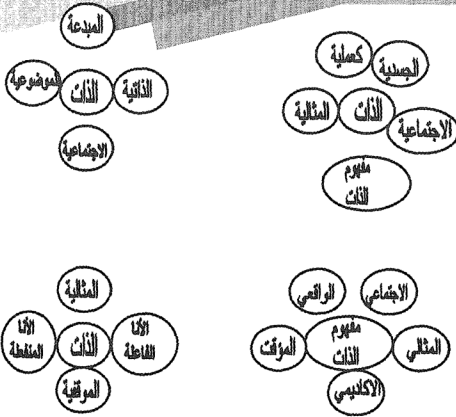 المبدعة
الموضوعية
الذات
الذاتية
الاجتماعية
كسلية
الجسدية
المثالية
الذات
الاجتماعية
مفهوم
الذات
المثالية
الأنا
المنفعلة
الذات
الأنا
الفاعلة
الموقفية
الواقعي
الاجتماعي
المؤقت
مفهوم
الذات
المثالي
الاكاديمي